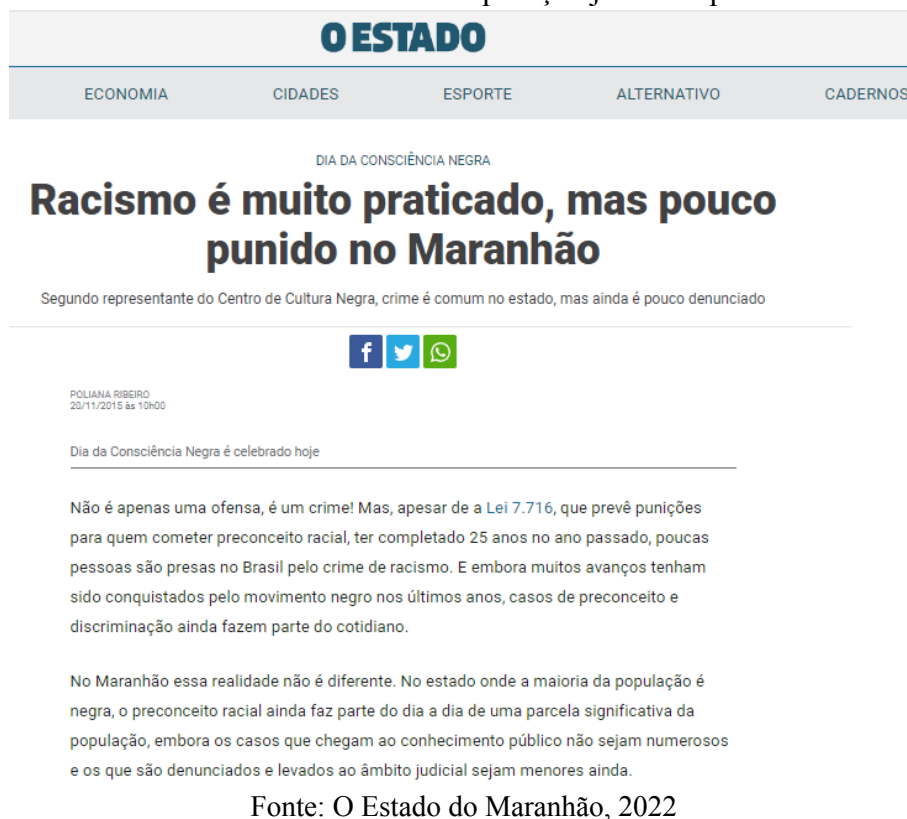 O ESTADO
ECONOMIA CIDADES ESPORTE ALTERNATIVO CADERNOS
DIA DA CONSCIÊNCIA NEGRA
Racismo é muito praticado, mas pouco
punido no Maranhão
Segundo representante do Centro de Cultura Negra, crime é comum no estado, mas ainda é pouco denunciado
POLIANA RIBEIRO
20/11/2015 às 10h00
Dia da Consciência Negra é celebrado hoje
Não é apenas uma ofensa, é um crime! Mas, apesar de a Lei 7.716, que prevê punições
para quem cometer preconceito racial, ter completado 25 anos no ano passado, poucas
pessoas são presas no Brasil pelo crime de racismo. E embora muitos avanços tenham
sido conquistados pelo movimento negro nos últimos anos, casos de preconceito e
discriminação ainda fazem parte do cotidiano.
No Maranhão essa realidade não é diferente. No estado onde a maioria da população é
negra, o preconceito racial ainda faz parte do dia a dia de uma parcela significativa da
população, embora os casos que chegam ao conhecimento público não sejam numerosos
e os que são denunciados e levados ao âmbito judicial sejam menores ainda.
Fonte: O Estado do Maranhão, 2022